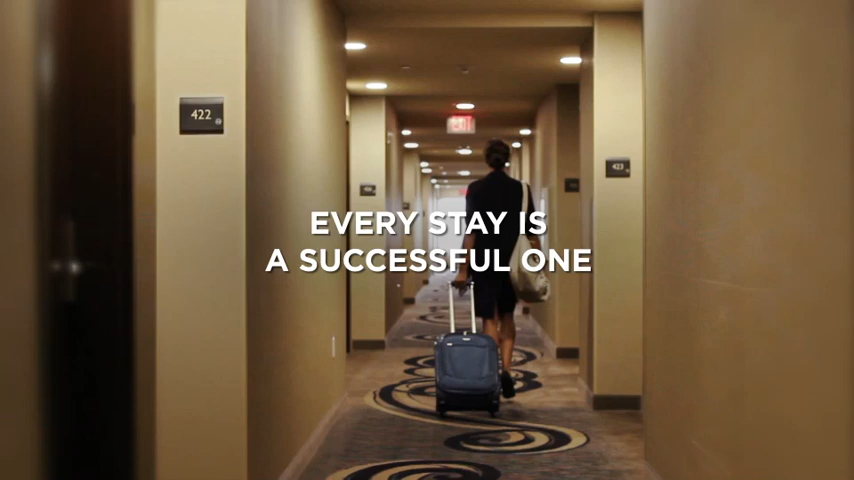 422
423
EXIT
EVERY STAY IS
A SUCCESSFUL ONE